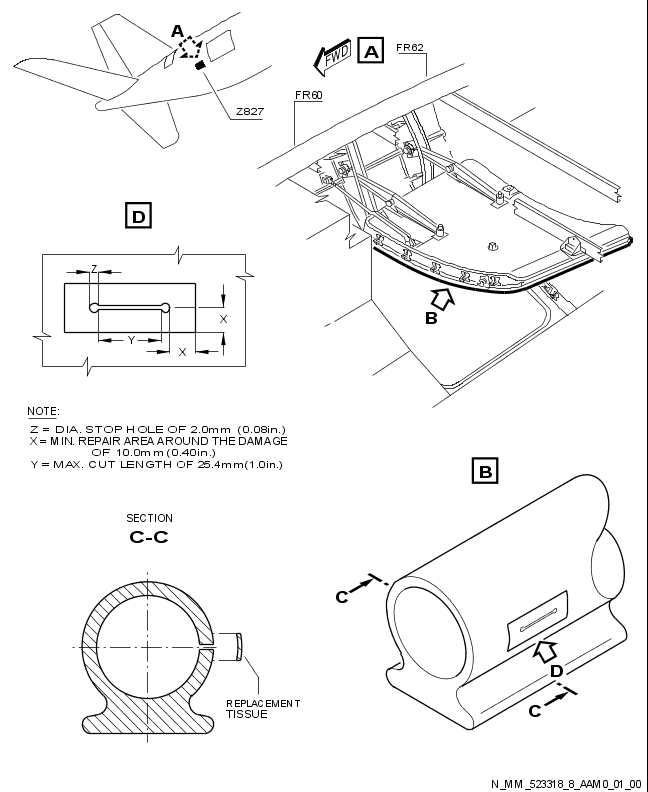 A
Z827
FWD
A
FR62
FR60
B
D
Z
X
Y
X
NOTE:
Z = DIA. STOP HOLE OF 2.0mm (0.08in.)
X = MIN. REPAIR AREA AROUND THE DAMAGE
OF 10.0mm (0.40in.)
Y = MAX. CUT LENGTH OF 25.4mm(1.0in.)
B
SECTION
C-C
REPLACEMENT
TISSUE
C
D
C
N_MM_523318_8_AAM0_01_00